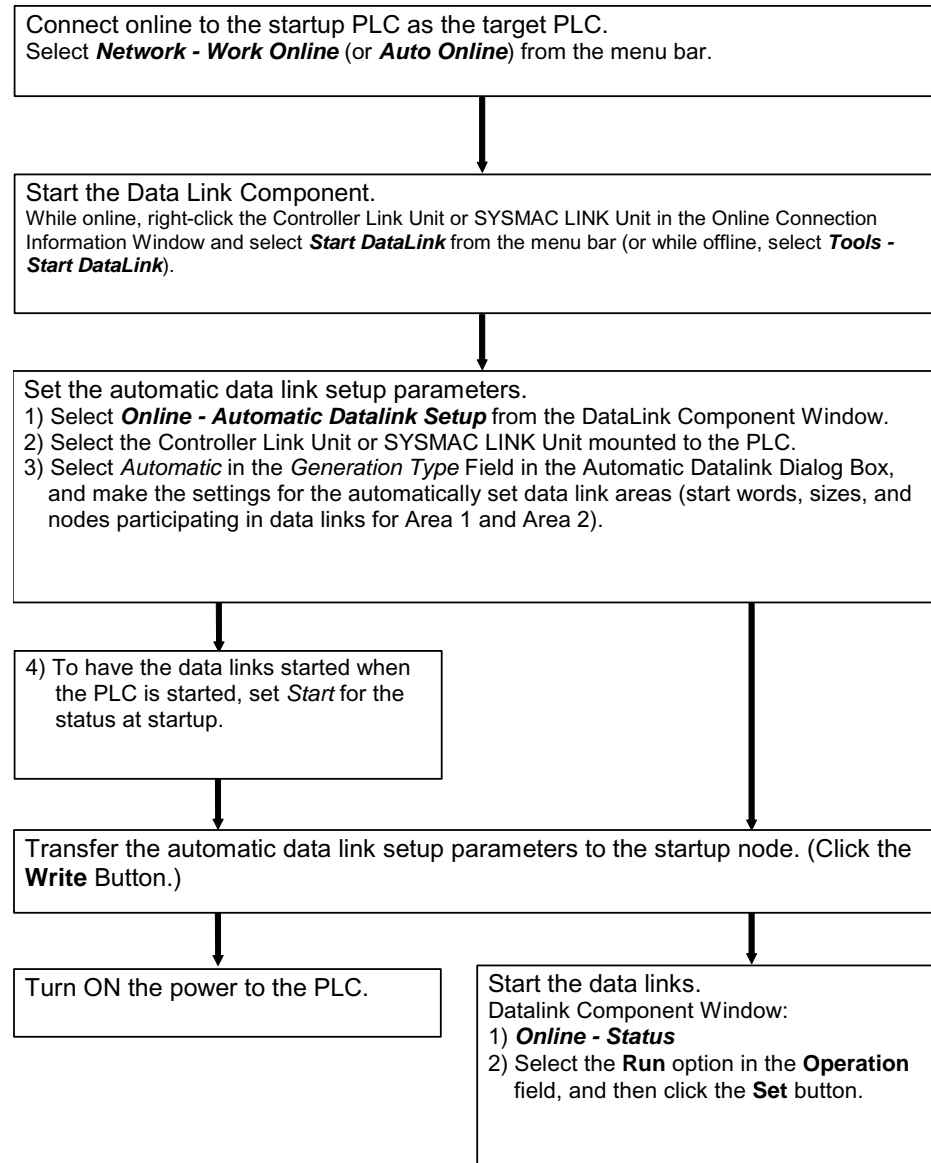 Connect online to the startup PLC as the target PLC.
Select Network - Work Online (or Auto Online) from the menu bar.
Start the Data Link Component.
While online, right-click the Controller Link Unit or SYSMAC LINK Unit in the Online Connection
Information Window and select Start DataLink from the menu bar (or while offline, select Tools -
Start DataLink).
Set the automatic data link setup parameters.
1) Select Online - Automatic Datalink Setup from the DataLink Component Window.
2) Select the Controller Link Unit or SYSMAC LINK Unit mounted to the PLC.
3) Select Automatic in the Generation Type Field in the Automatic Datalink Dialog Box,
and make the settings for the automatically set data link areas (start words, sizes, and
nodes participating in data links for Area 1 and Area 2).
4) To have the data links started when
the PLC is started, set Start for the
status at startup.
Transfer the automatic data link setup parameters to the startup node. (Click the
Write Button.)
Turn ON the power to the PLC.
Start the data links.
Datalink Component Window:
1) Online - Status
2) Select the Run option in the Operation
field, and then click the Set button.